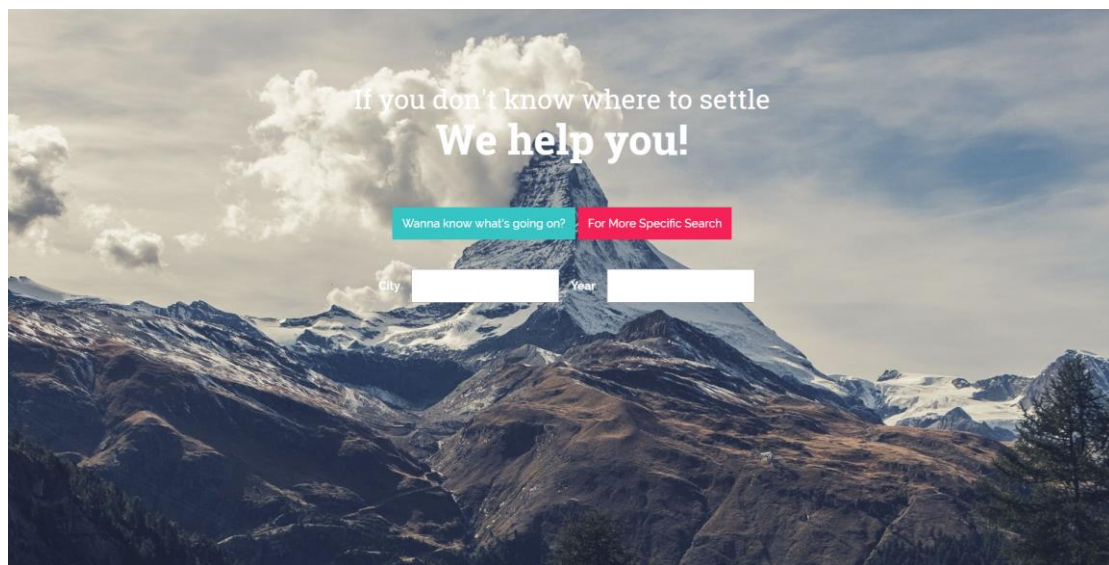 If you don't know where to settle
We help you!
Wanna know what's going on? For More Specific Search
City Year